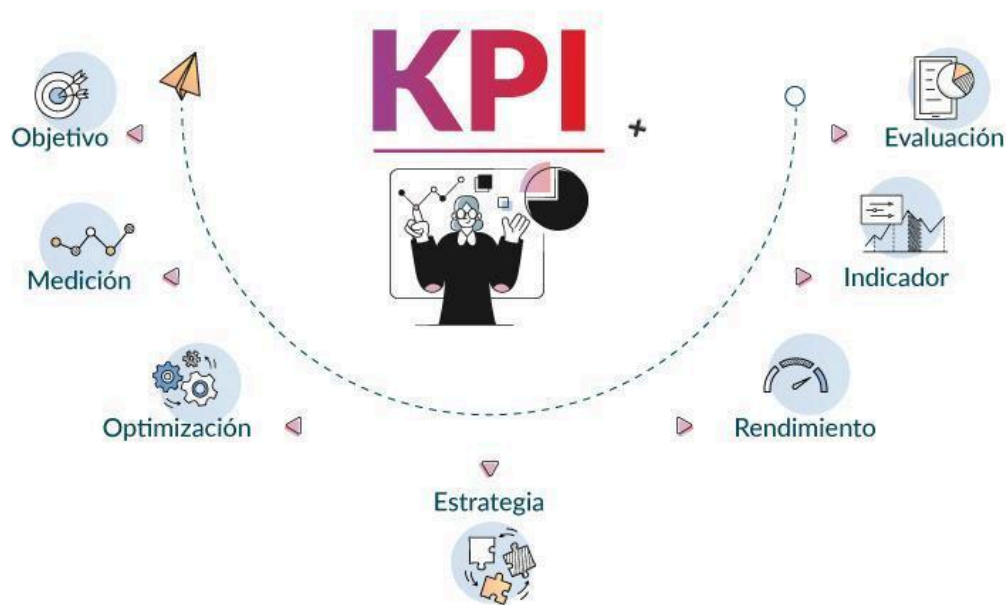 KPI
Objetivo
Evaluación
Medición
Indicador
Optimización
Rendimiento
Estrategia